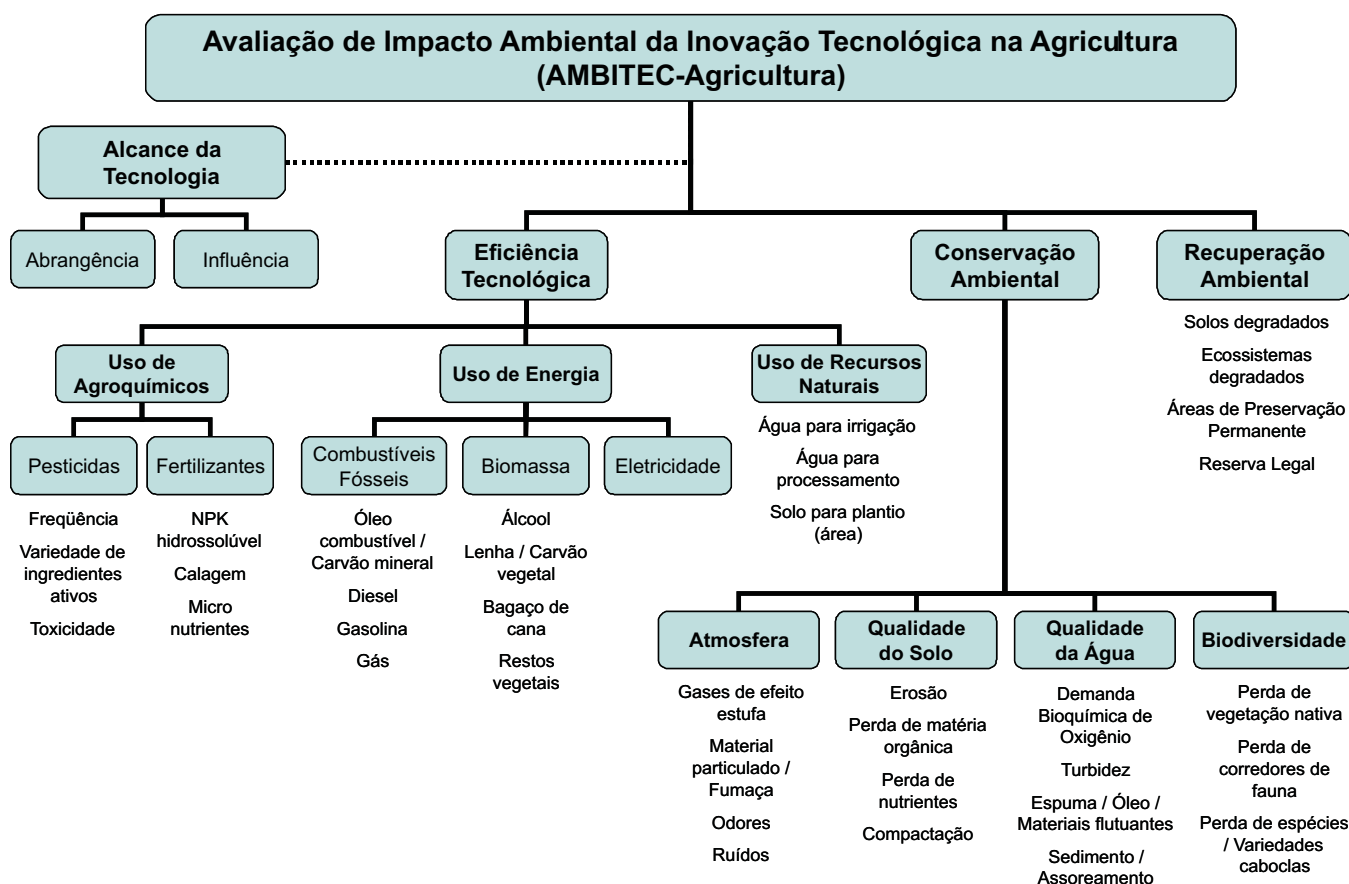 Avaliação de Impacto Ambiental da Inovação Tecnológica na Agricultura
(AMBITEC-Agricultura)
Alcance da
Tecnologia
Abrangência
Influência
Eficiência
Tecnológica
Conservação
Ambiental
Recuperação
Ambiental
Solos degradados
Ecossistemas
degradados
Áreas de Preservação
Permanente
Reserva Legal
Uso de
Agroquímicos
Uso de Energia
Uso de Recursos
Naturais
Água para irrigação
Água para
processamento
Solo para plantio
(área)
Pesticidas
Freqüência
Variedade de
ingredientes
ativos
Toxicidade
Fertilizantes
NPK
hidrossolúvel
Calagem
Micro
nutrientes
Combustíveis
Fósseis
Óleo
combustível /
Carvão mineral
Diesel
Gasolina
Gás
Biomassa
Álcool
Lenha / Carvão
vegetal
Bagaço de
cana
Restos
vegetais
Eletricidade
Atmosfera
Gases de efeito
estufa
Material
particulado /
Fumaça
Odores
Ruídos
Qualidade
do Solo
Erosão
Perda de matéria
orgânica
Perda de
nutrientes
Compactação
Qualidade
da Água
Demanda
Bioquímica de
Oxigênio
Turbidez
Espuma / Óleo /
Materiais flutuantes
Sedimento /
Assoreamento
Biodiversidade
Perda de
vegetação nativa
Perda de
corredores de
fauna
Perda de espécies
/ Variedades
caboclas